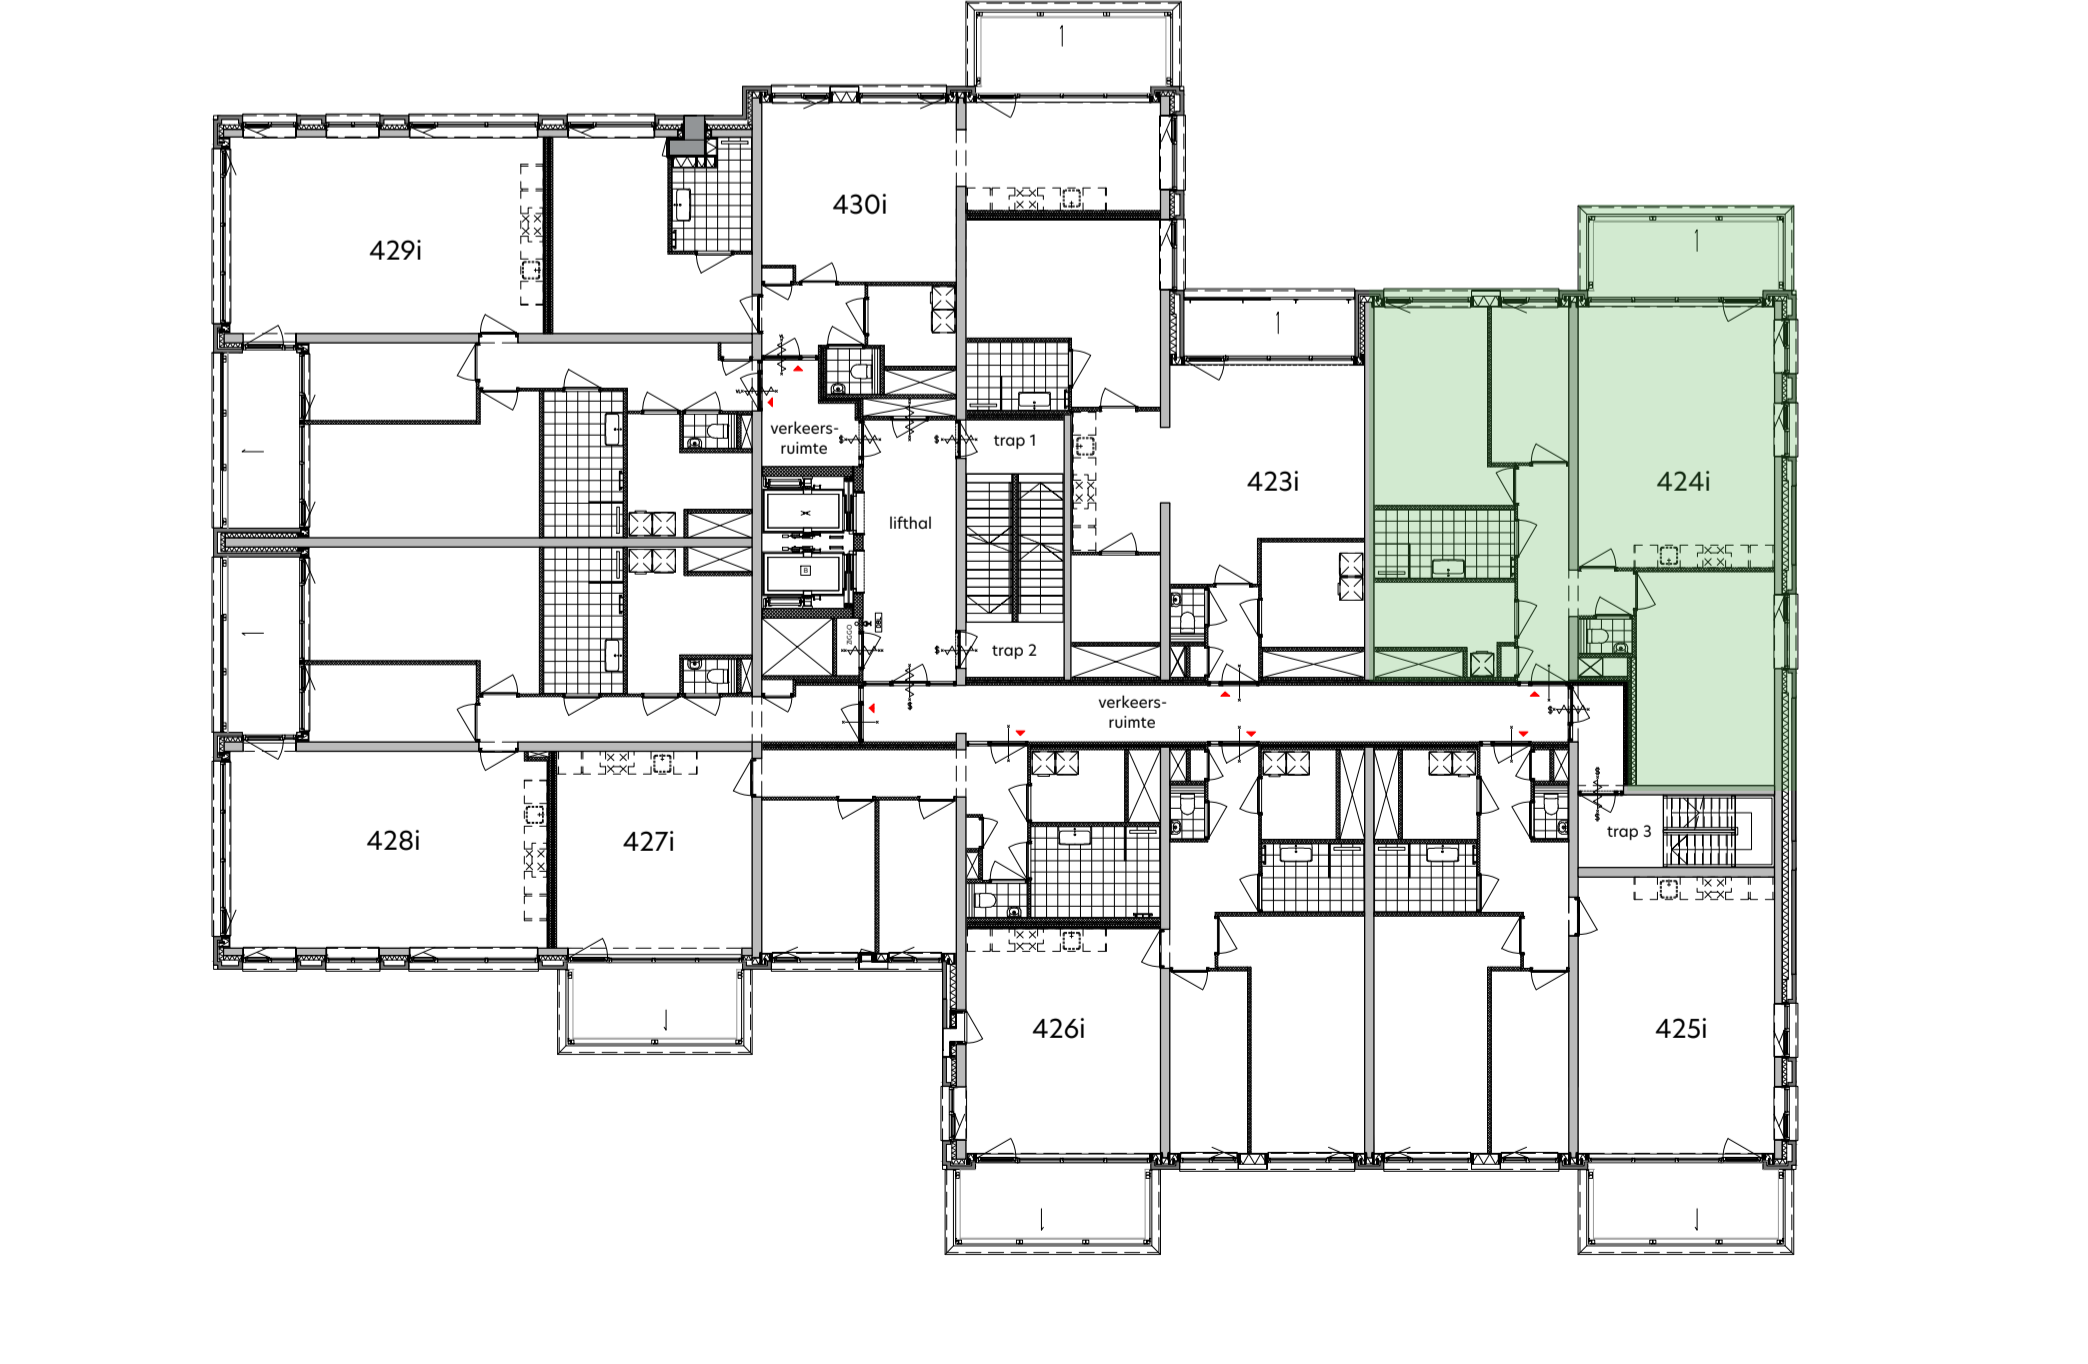 430i
429i
verkeers-
ruimte
trap 1
423i
424i
lifthal
ZIGGO
B
trap 2
verkeers-
ruimte
428i
427i
trap 3
426i
425i